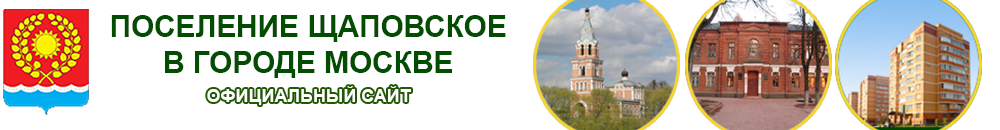 ПОСЕЛЕНИЕ ЩАПОВСКОЕ
В ГОРОДЕ МОСКВЕ
ОФИЦИАЛЬНЫЙ САЙТ